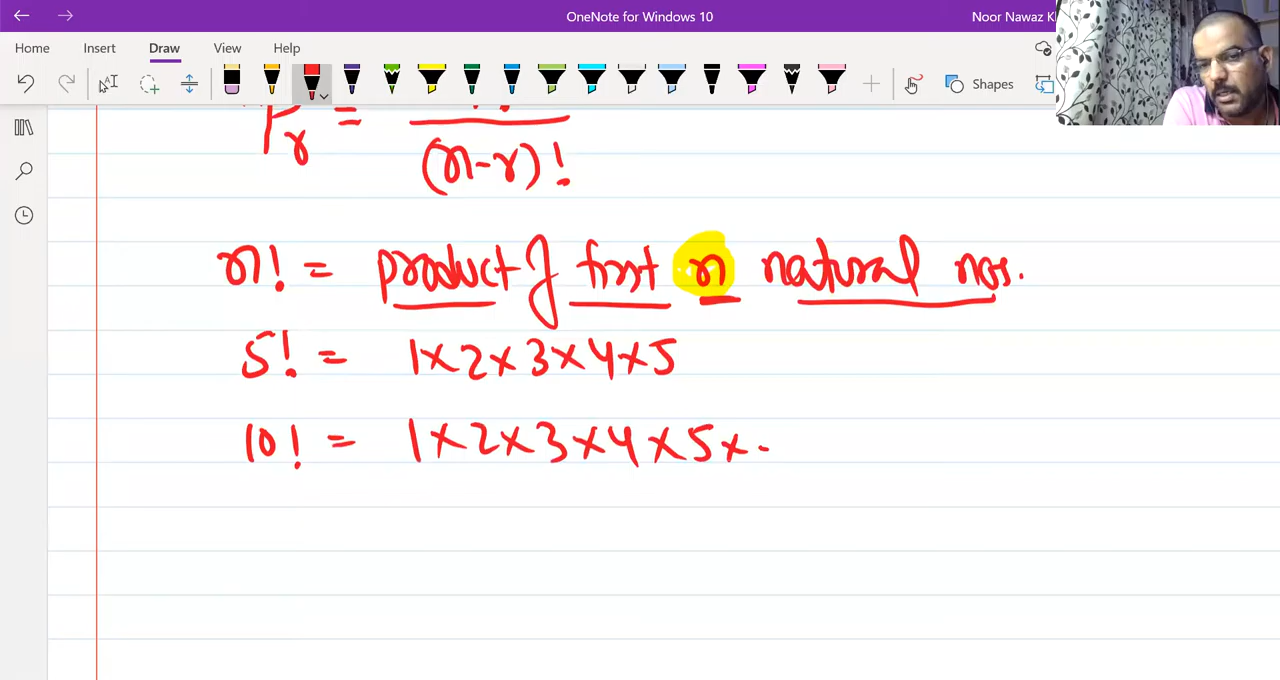 OneNote for Windows 10
Noor Nawaz K
Home Insert Draw View Help
Shapes
Pr =
(n-r)!
n! = product of first n natural nos.
5! = 1×2×3×4×5
10! = 1×2×3×4×5×-